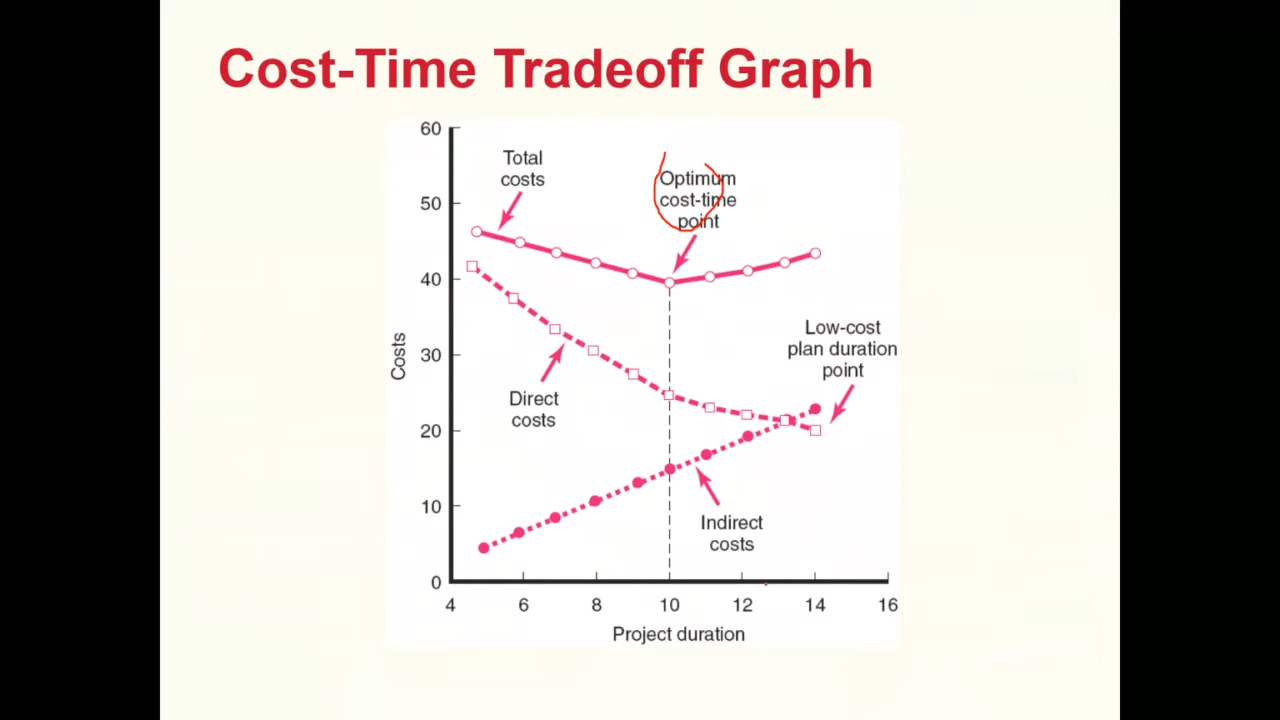 Cost-Time Tradeoff Graph
60
50
40
30
20
10
0
Costs
Total
costs
Optimum
cost-time
point
Low-cost
plan duration
point
Direct
costs
Indirect
costs
4 6 8 10 12 14 16
Project duration